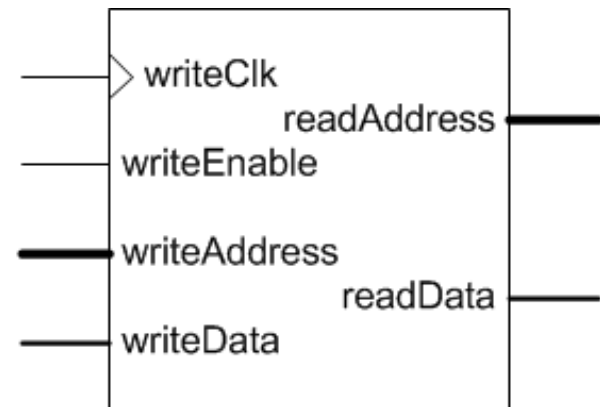 writeClk
readAddress
writeEnable
writeAddress
readData
writeData